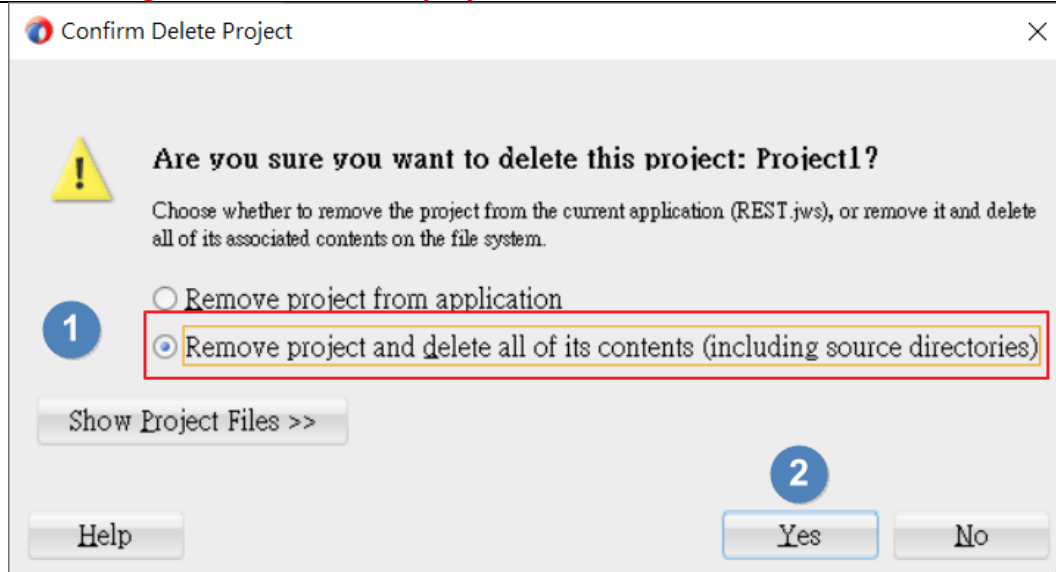 Confirm Delete Project
Are you sure you want to delete this project: Project1?
Choose whether to remove the project from the current application (REST.jws), or remove it and delete
all of its associated contents on the file system.
Remove project from application
1
Remove project and delete all of its contents (including source directories)
Show Project Files >>
2
Help
Yes
No